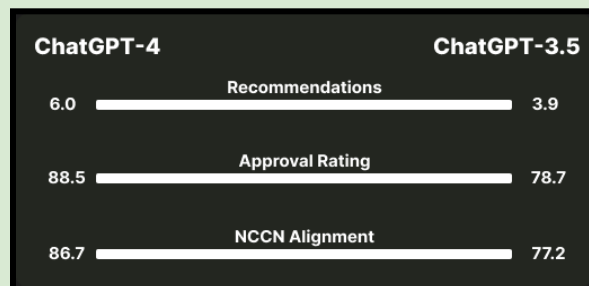 ChatGPT-4 ChatGPT-3.5
Recommendations
6.0 3.9
Approval Rating
88.5 78.7
NCCN Alignment
86.7 77.2